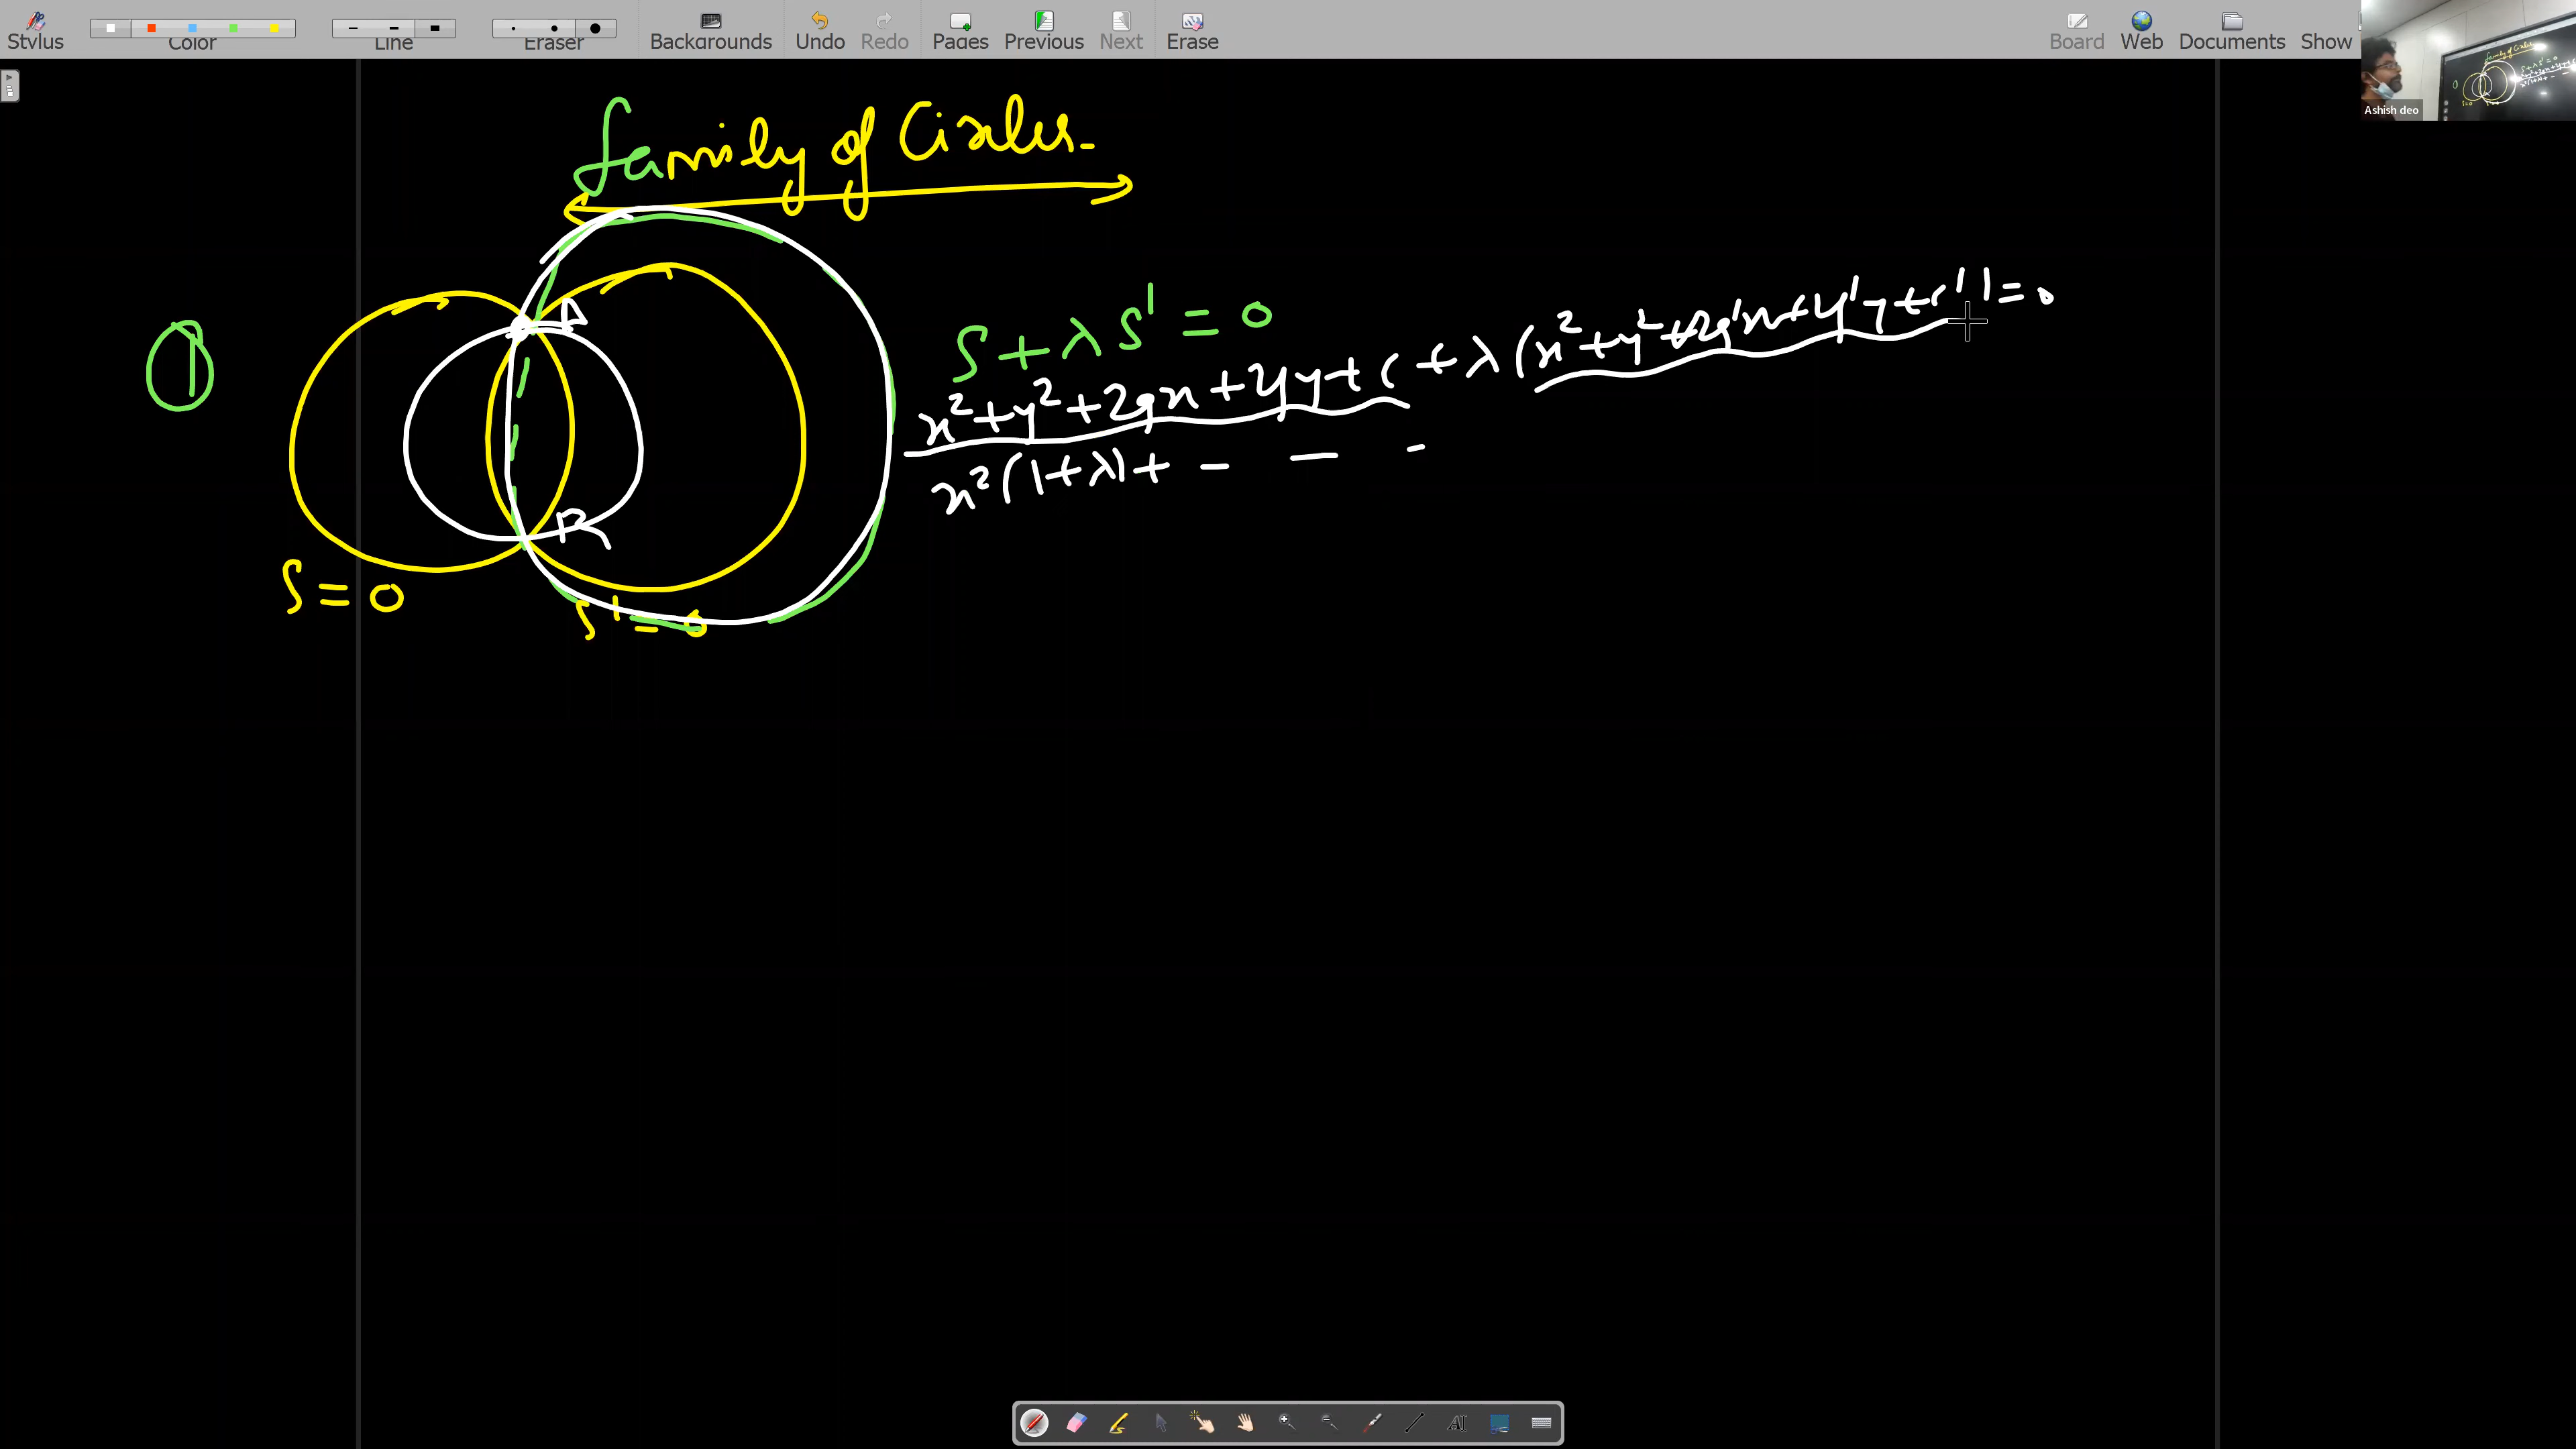 Stylus Color Line Eraser Backgrounds Undo Redo Pages Previous Next Erase Board Web Documents Show
Ashish deo
family of Circles.
①
A
B
S = 0
S' = 0
S + λ S' = 0
x² + y² + 2gx + 2fy + c + λ (x² + y² + 2g'x + 2f'y + c') = 0
x² (1 + λ) + - - -